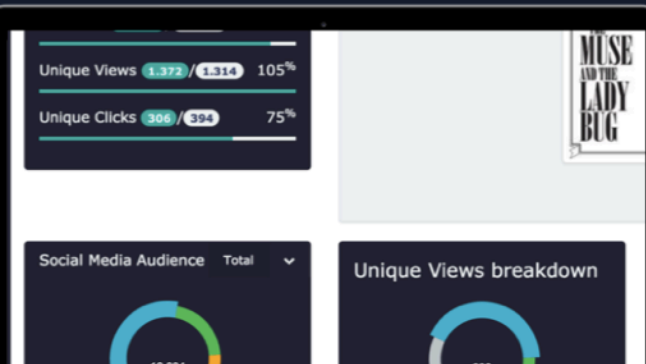 Unique Views 1.372/1.314 105%
Unique Clicks 306/394 75%
MUSE
AND THE
LADY
BUG
Social Media Audience Total
Unique Views breakdown